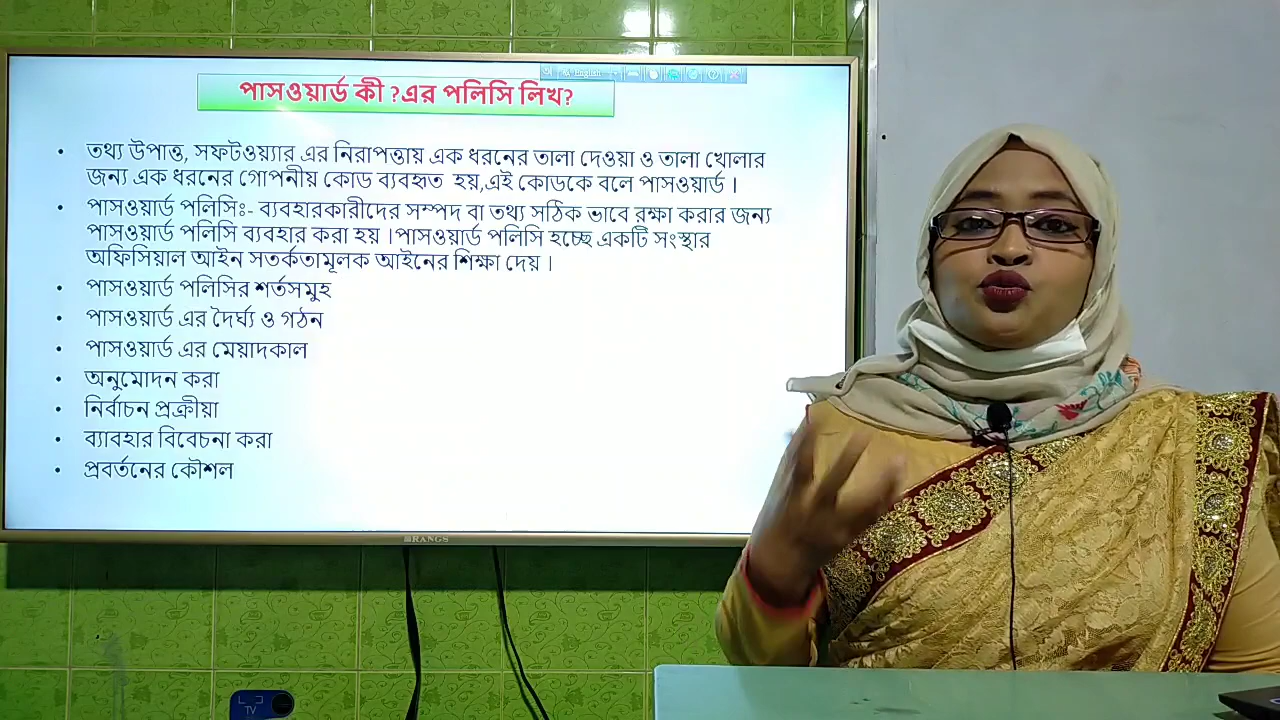 English
পাসওয়ার্ড কী ?এর পলিসি লিখ?
• তথ্য উপাত্ত, সফটওয়্যার এর নিরাপত্তায় এক ধরনের তালা দেওয়া ও তালা খোলার
জন্য এক ধরনের গোপনীয় কোড ব্যবহৃত হয়,এই কোডকে বলে পাসওয়ার্ড।
• পাসওয়ার্ড পলিসিঃ- ব্যবহারকারীদের সম্পদ বা তথ্য সঠিক ভাবে রক্ষা করার জন্য
পাসওয়ার্ড পলিসি ব্যবহার করা হয় ।পাসওয়ার্ড পলিসি হচ্ছে একটি সংস্থার
অফিসিয়াল আইন সতর্কতামূলক আইনের শিক্ষা দেয়।
• পাসওয়ার্ড পলিসির শর্তসমুহ
• পাসওয়ার্ড এর দৈর্ঘ্য ও গঠন
• পাসওয়ার্ড এর মেয়াদকাল
• অনুমোদন করা
• নির্বাচন প্রক্রীয়া
• ব্যাবহার বিবেচনা করা
• প্রবর্তনের কৌশল
RANGS
TV